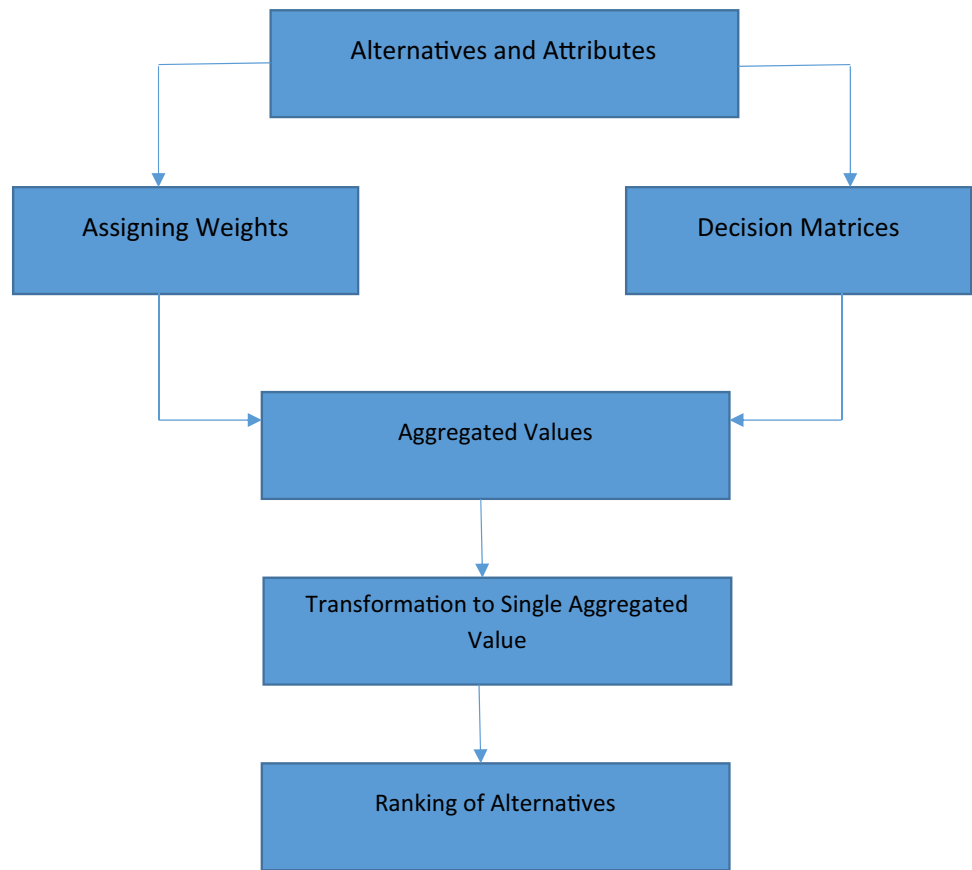 Alternatives and Attributes
Assigning Weights
Decision Matrices
Aggregated Values
Transformation to Single Aggregated
Value
Ranking of Alternatives